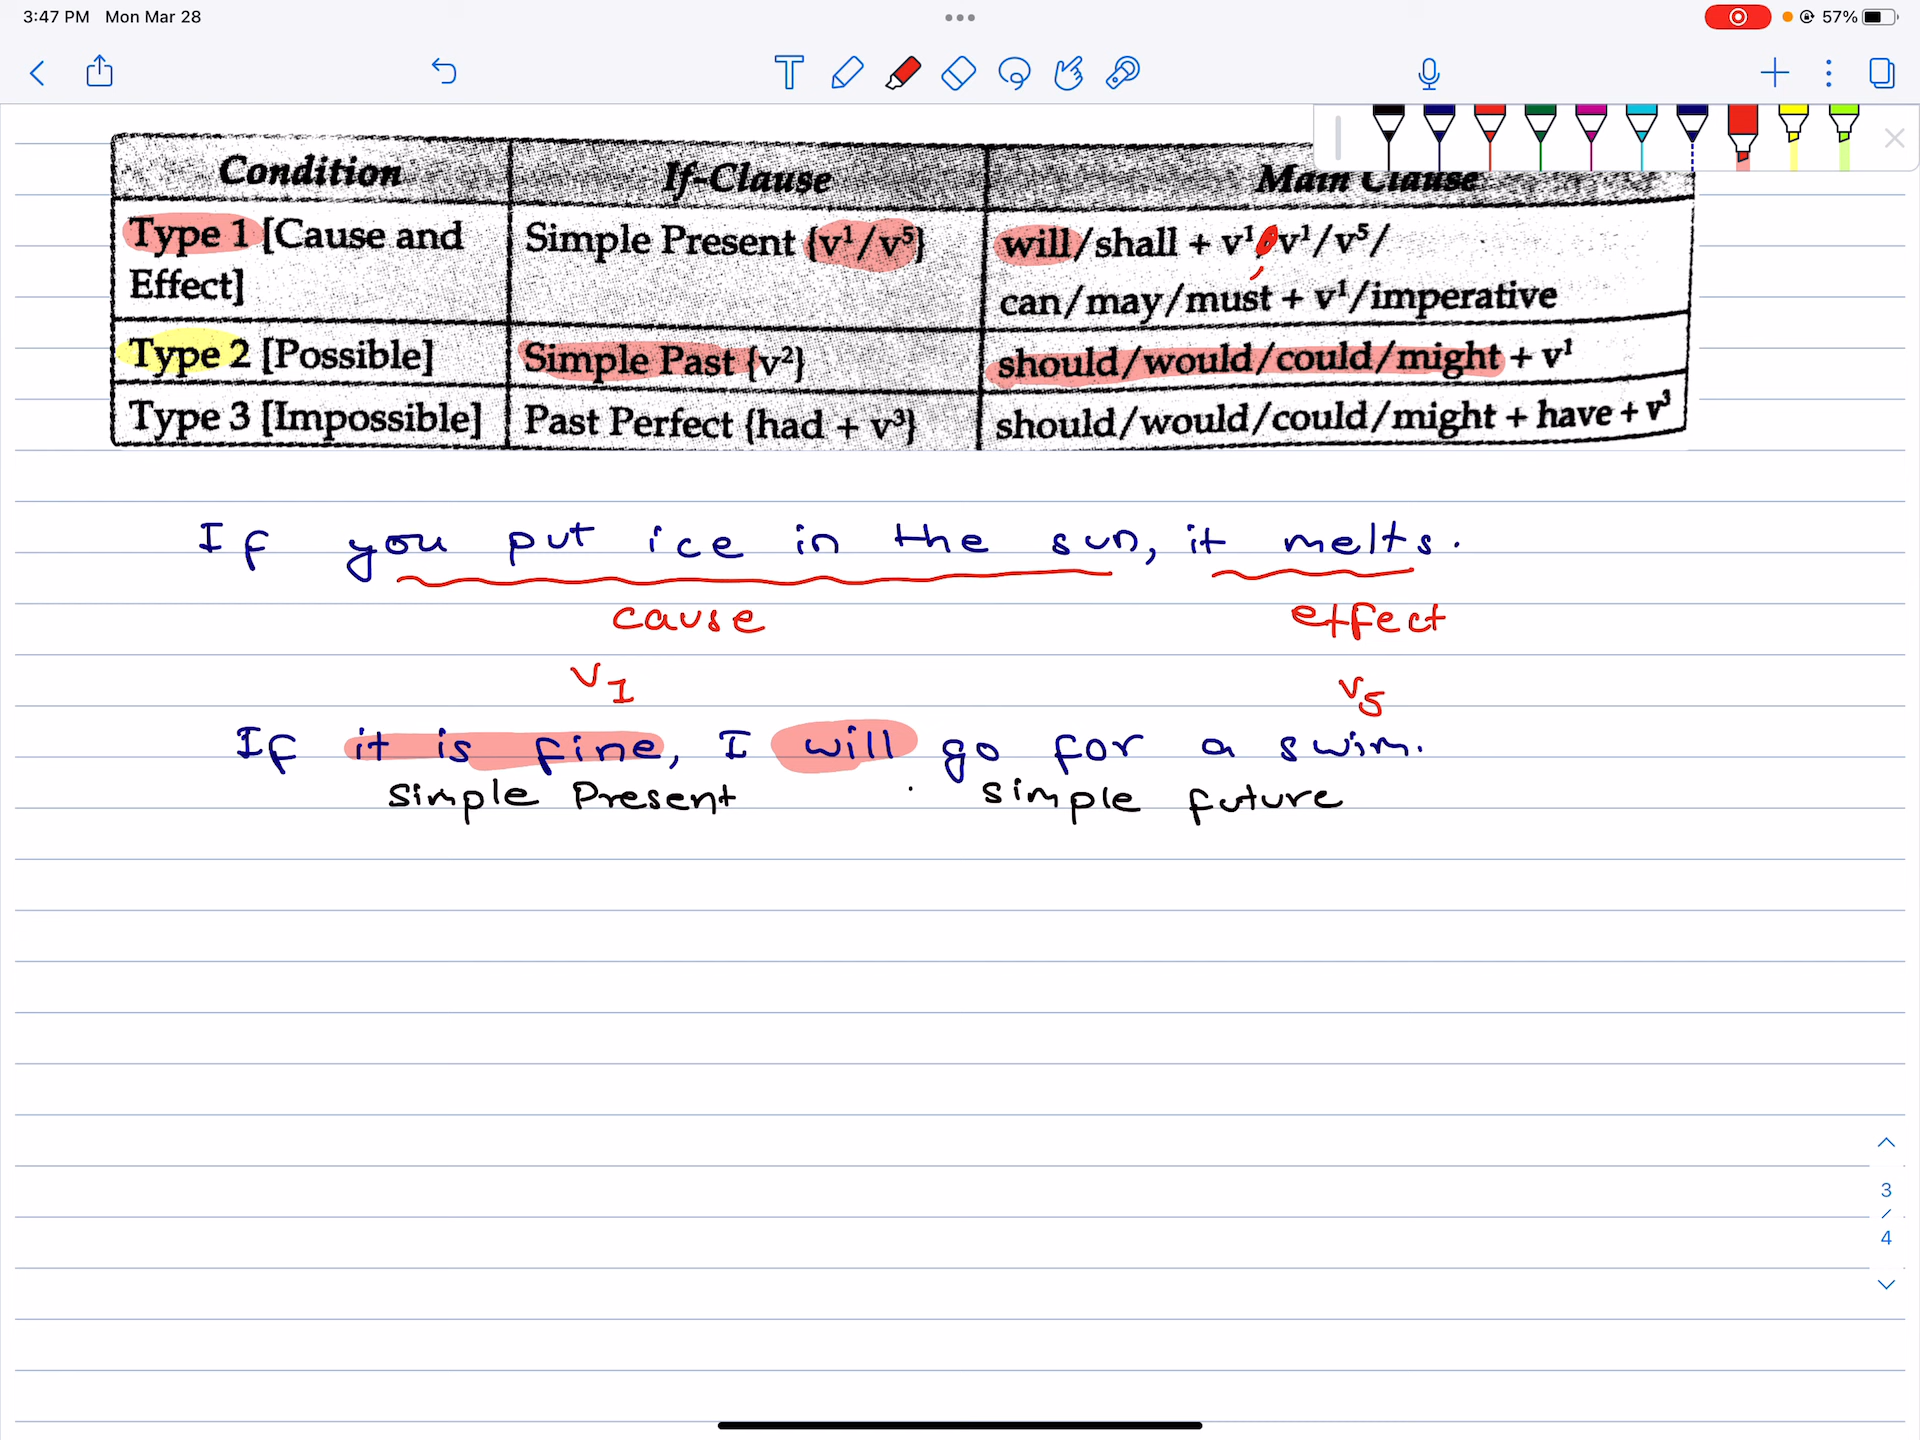 3:47 PM Mon Mar 28
57%
Condition If-Clause Main Clause
Type 1 [Cause and Effect] Simple Present {v¹/v⁵} will/shall + v¹, v¹/v⁵/
can/may/must + v¹/imperative
Type 2 [Possible] Simple Past {v²} should/would/could/might + v¹
Type 3 [Impossible] Past Perfect {had + v³} should/would/could/might + have + v³
If you put ice in the sun, it melts.
cause effect
V1 V5
If it is fine, I will go for a swim.
Simple Present simple future
3
/
4